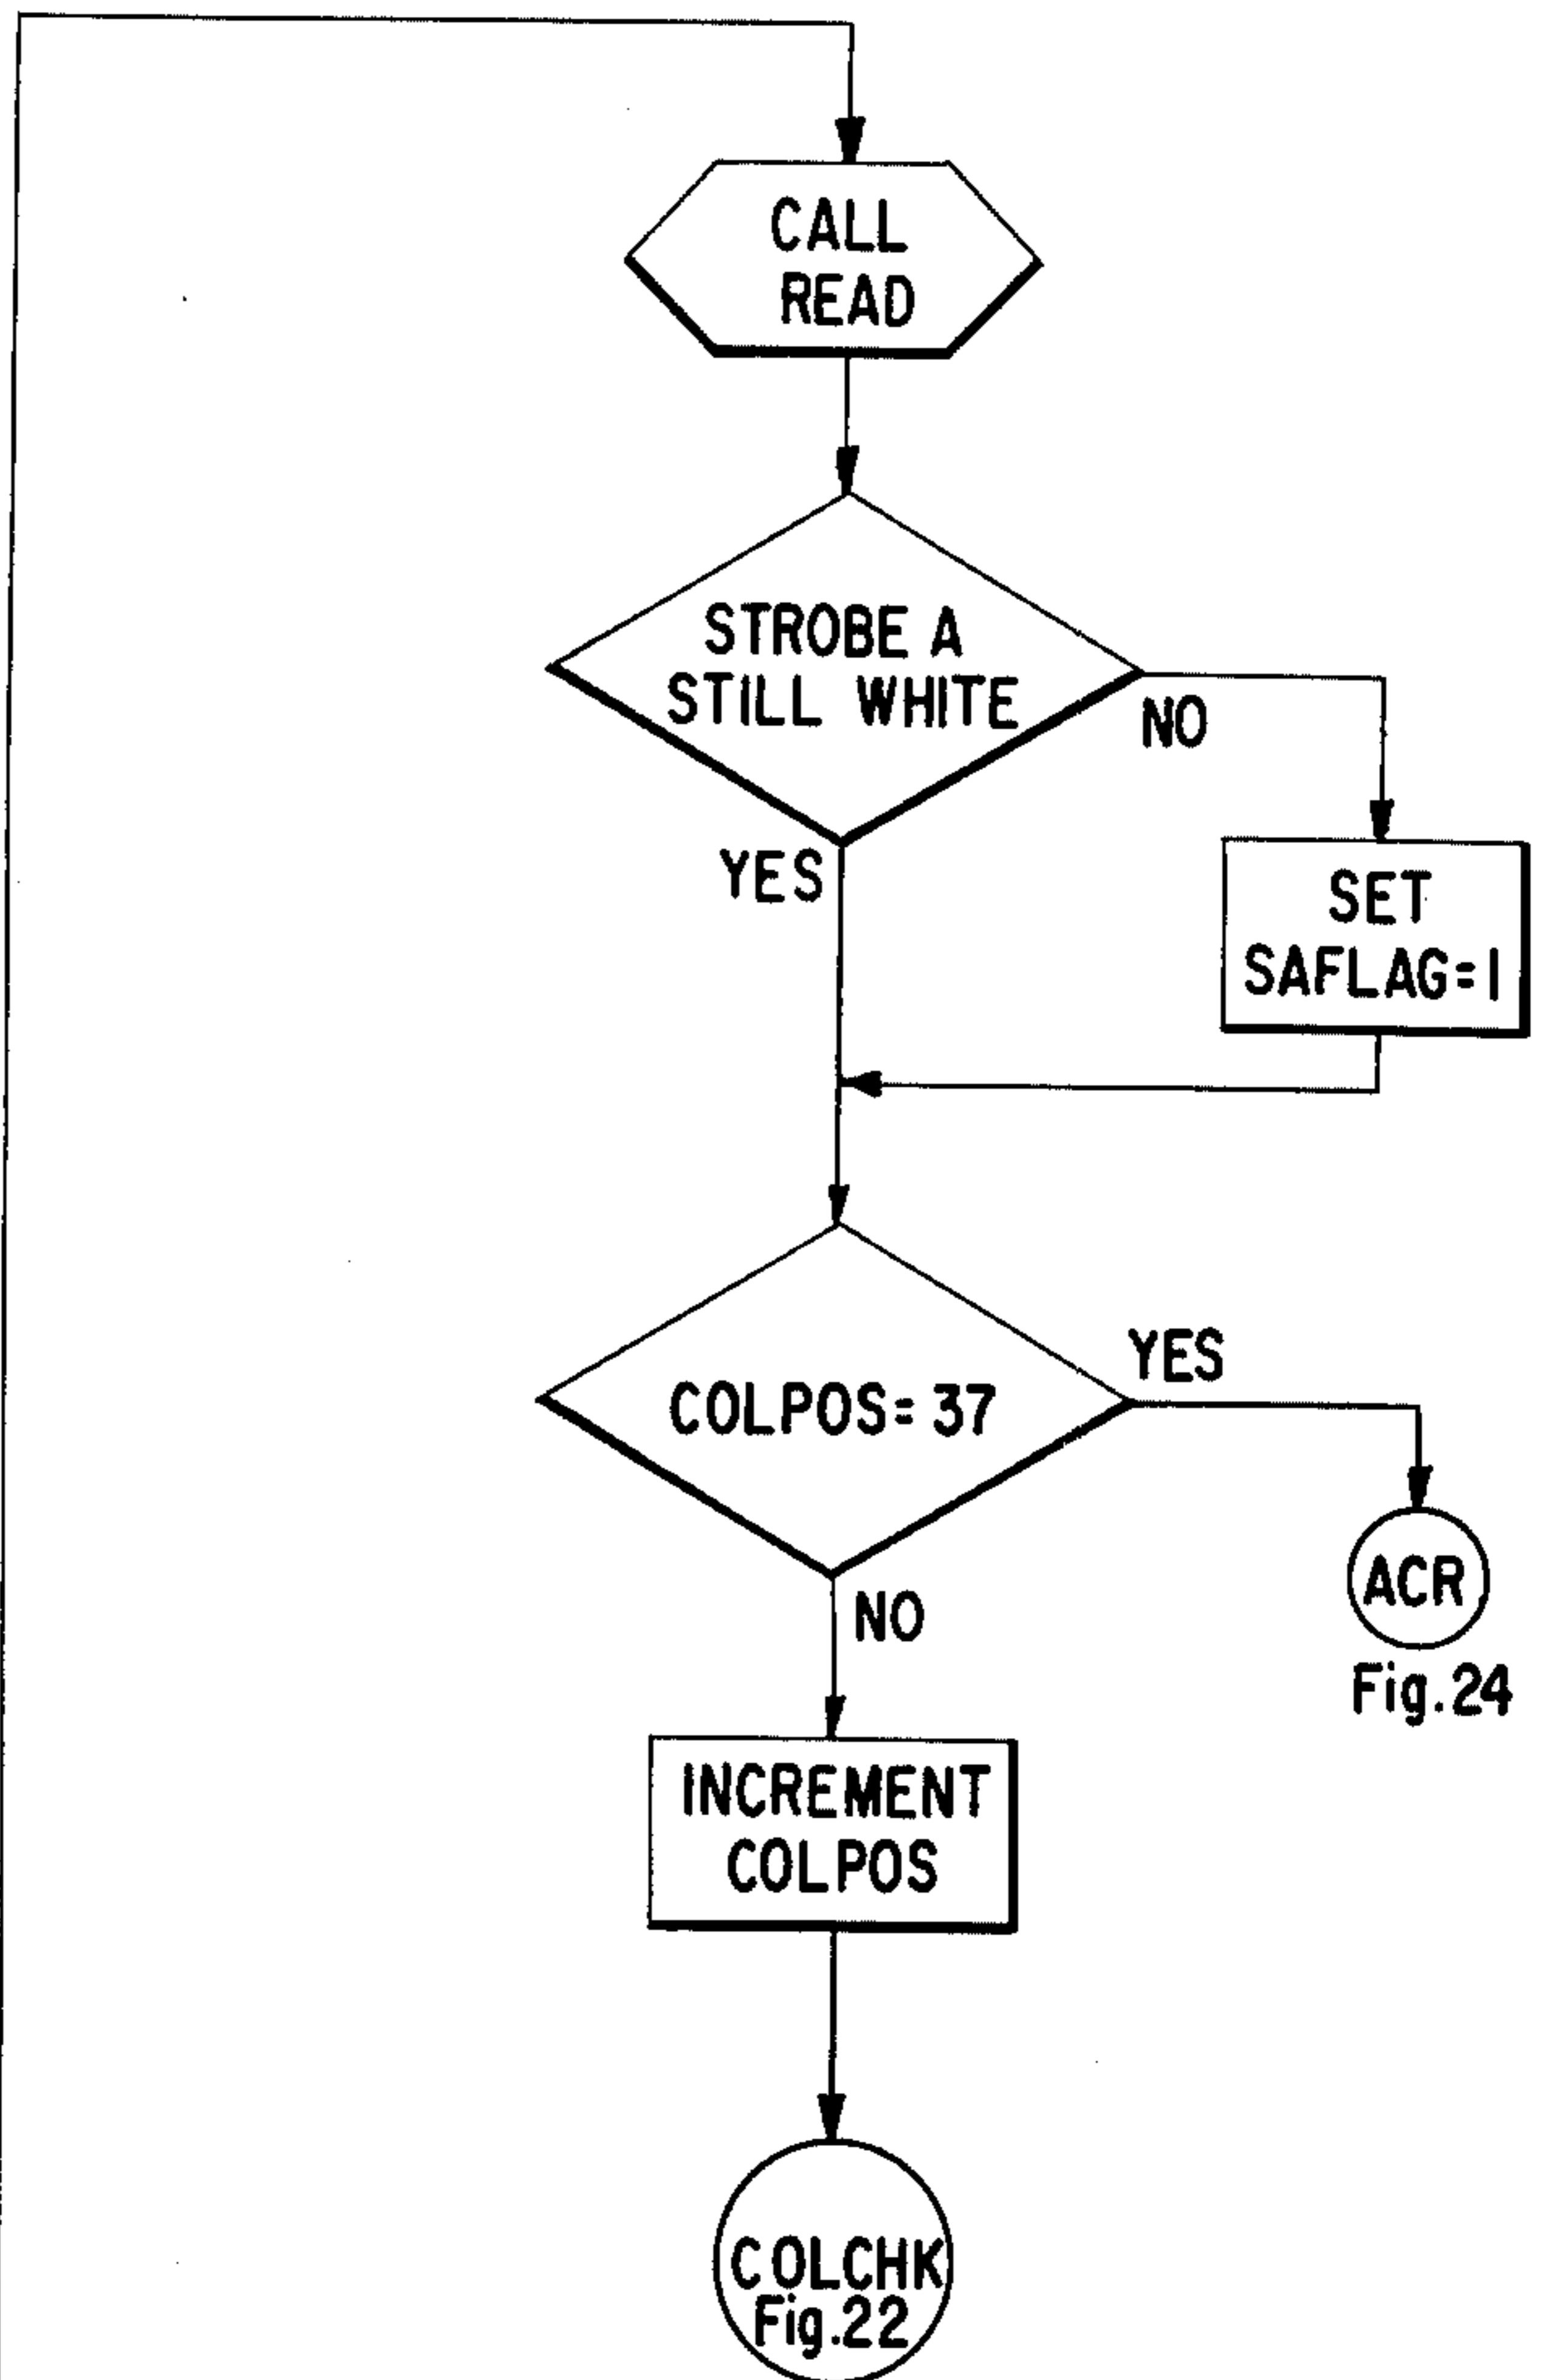 CALL
READ
STROBE A
STILL WHITE
NO
YES
SET
SAFLAG=1
COLPOS=37
YES
ACR
Fig.24
NO
INCREMENT
COLPOS
COLCHK
Fig.22